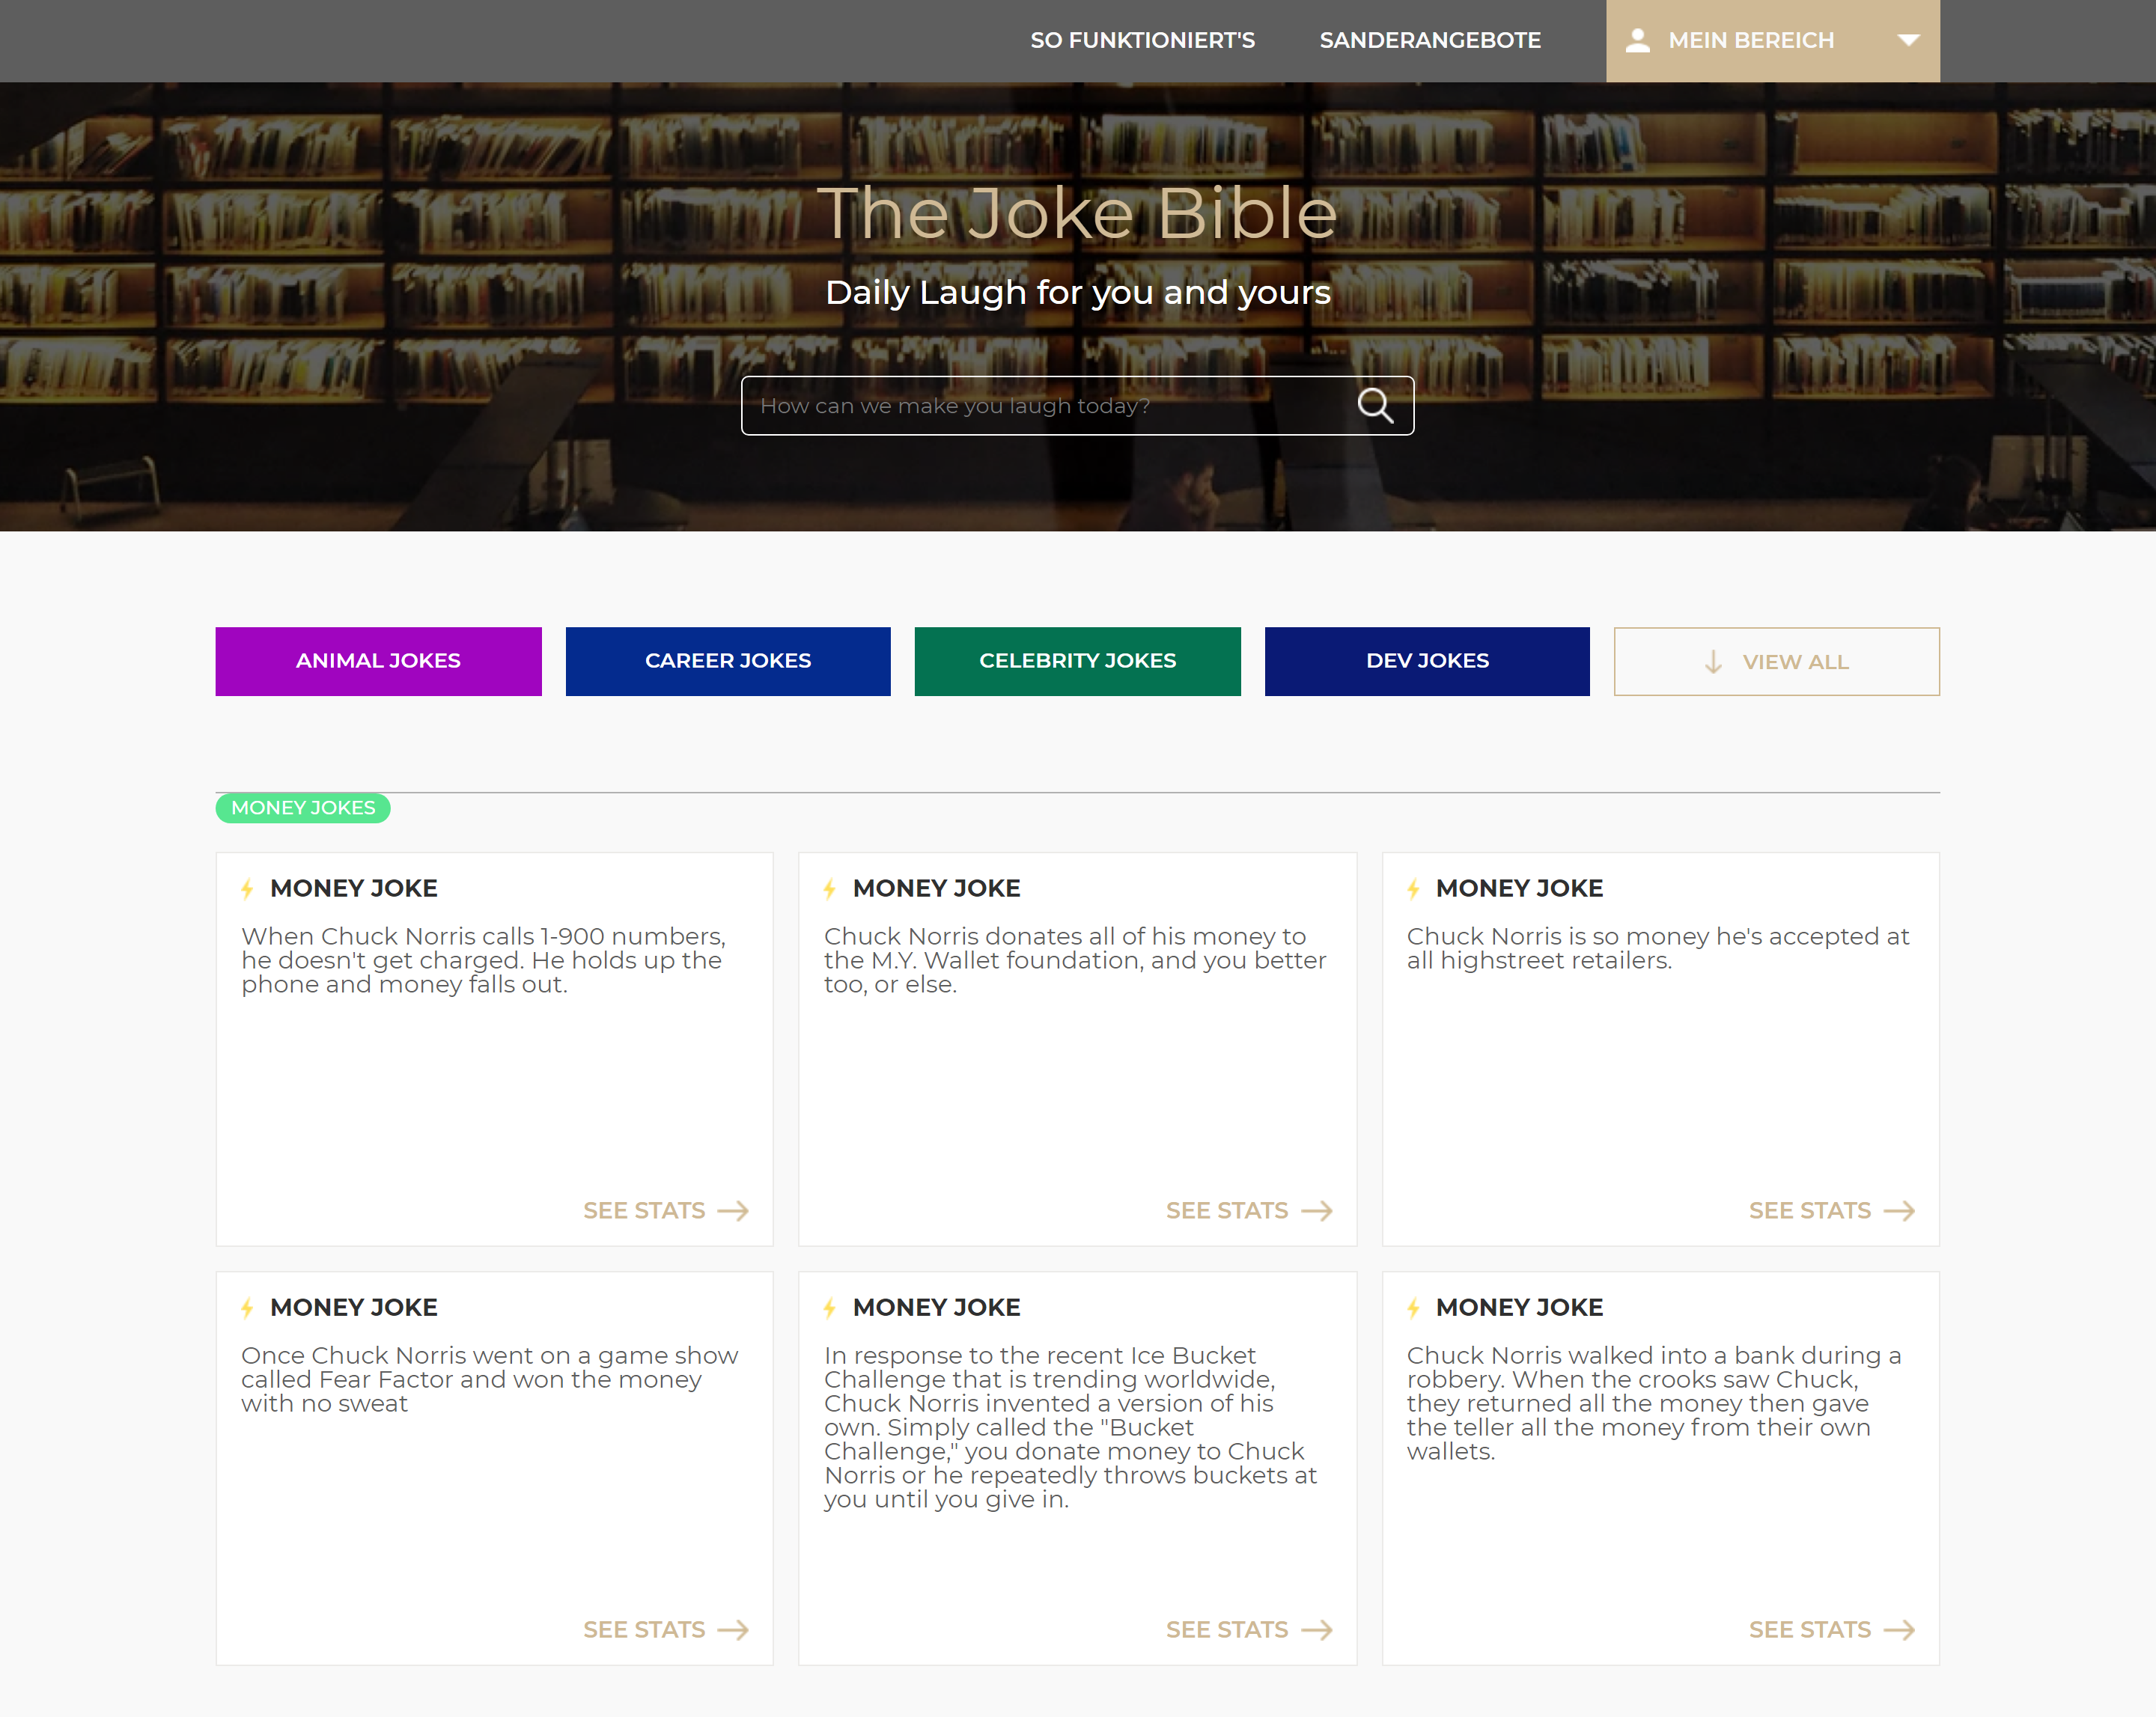 SO FUNKTIONIERT'S
SANDERANGEBOTE
MEIN BEREICH
The Joke Bible
Daily Laugh for you and yours
How can we make you laugh today?
ANIMAL JOKES
CAREER JOKES
CELEBRITY JOKES
DEV JOKES
VIEW ALL
MONEY JOKES
MONEY JOKE
When Chuck Norris calls 1-900 numbers,
he doesn't get charged. He holds up the
phone and money falls out.
SEE STATS
MONEY JOKE
Chuck Norris donates all of his money to
the M.Y. Wallet foundation, and you better
too, or else.
SEE STATS
MONEY JOKE
Chuck Norris is so money he's accepted at
all highstreet retailers.
SEE STATS
MONEY JOKE
Once Chuck Norris went on a game show
called Fear Factor and won the money
with no sweat
SEE STATS
MONEY JOKE
In response to the recent Ice Bucket
Challenge that is trending worldwide,
Chuck Norris invented a version of his
own. Simply called the "Bucket
Challenge," you donate money to Chuck
Norris or he repeatedly throws buckets at
you until you give in.
SEE STATS
MONEY JOKE
Chuck Norris walked into a bank during a
robbery. When the crooks saw Chuck,
they returned all the money then gave
the teller all the money from their own
wallets.
SEE STATS